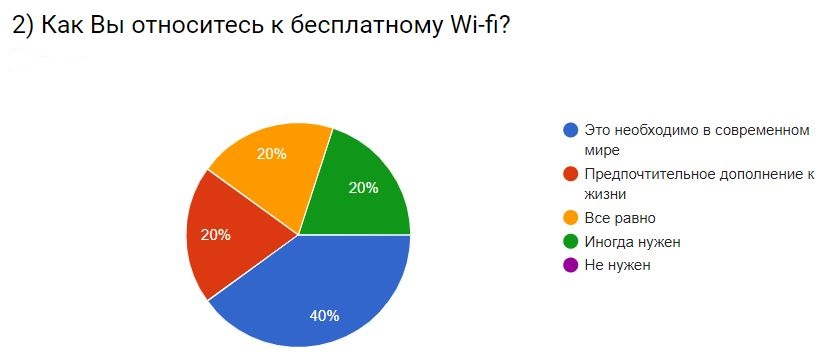 2) Как Вы относитесь к бесплатному Wi-fi?
20%
20%
20%
40%
Это необходимо в современном
мире
Предпочтительное дополнение к
жизни
Все равно
Иногда нужен
Не нужен